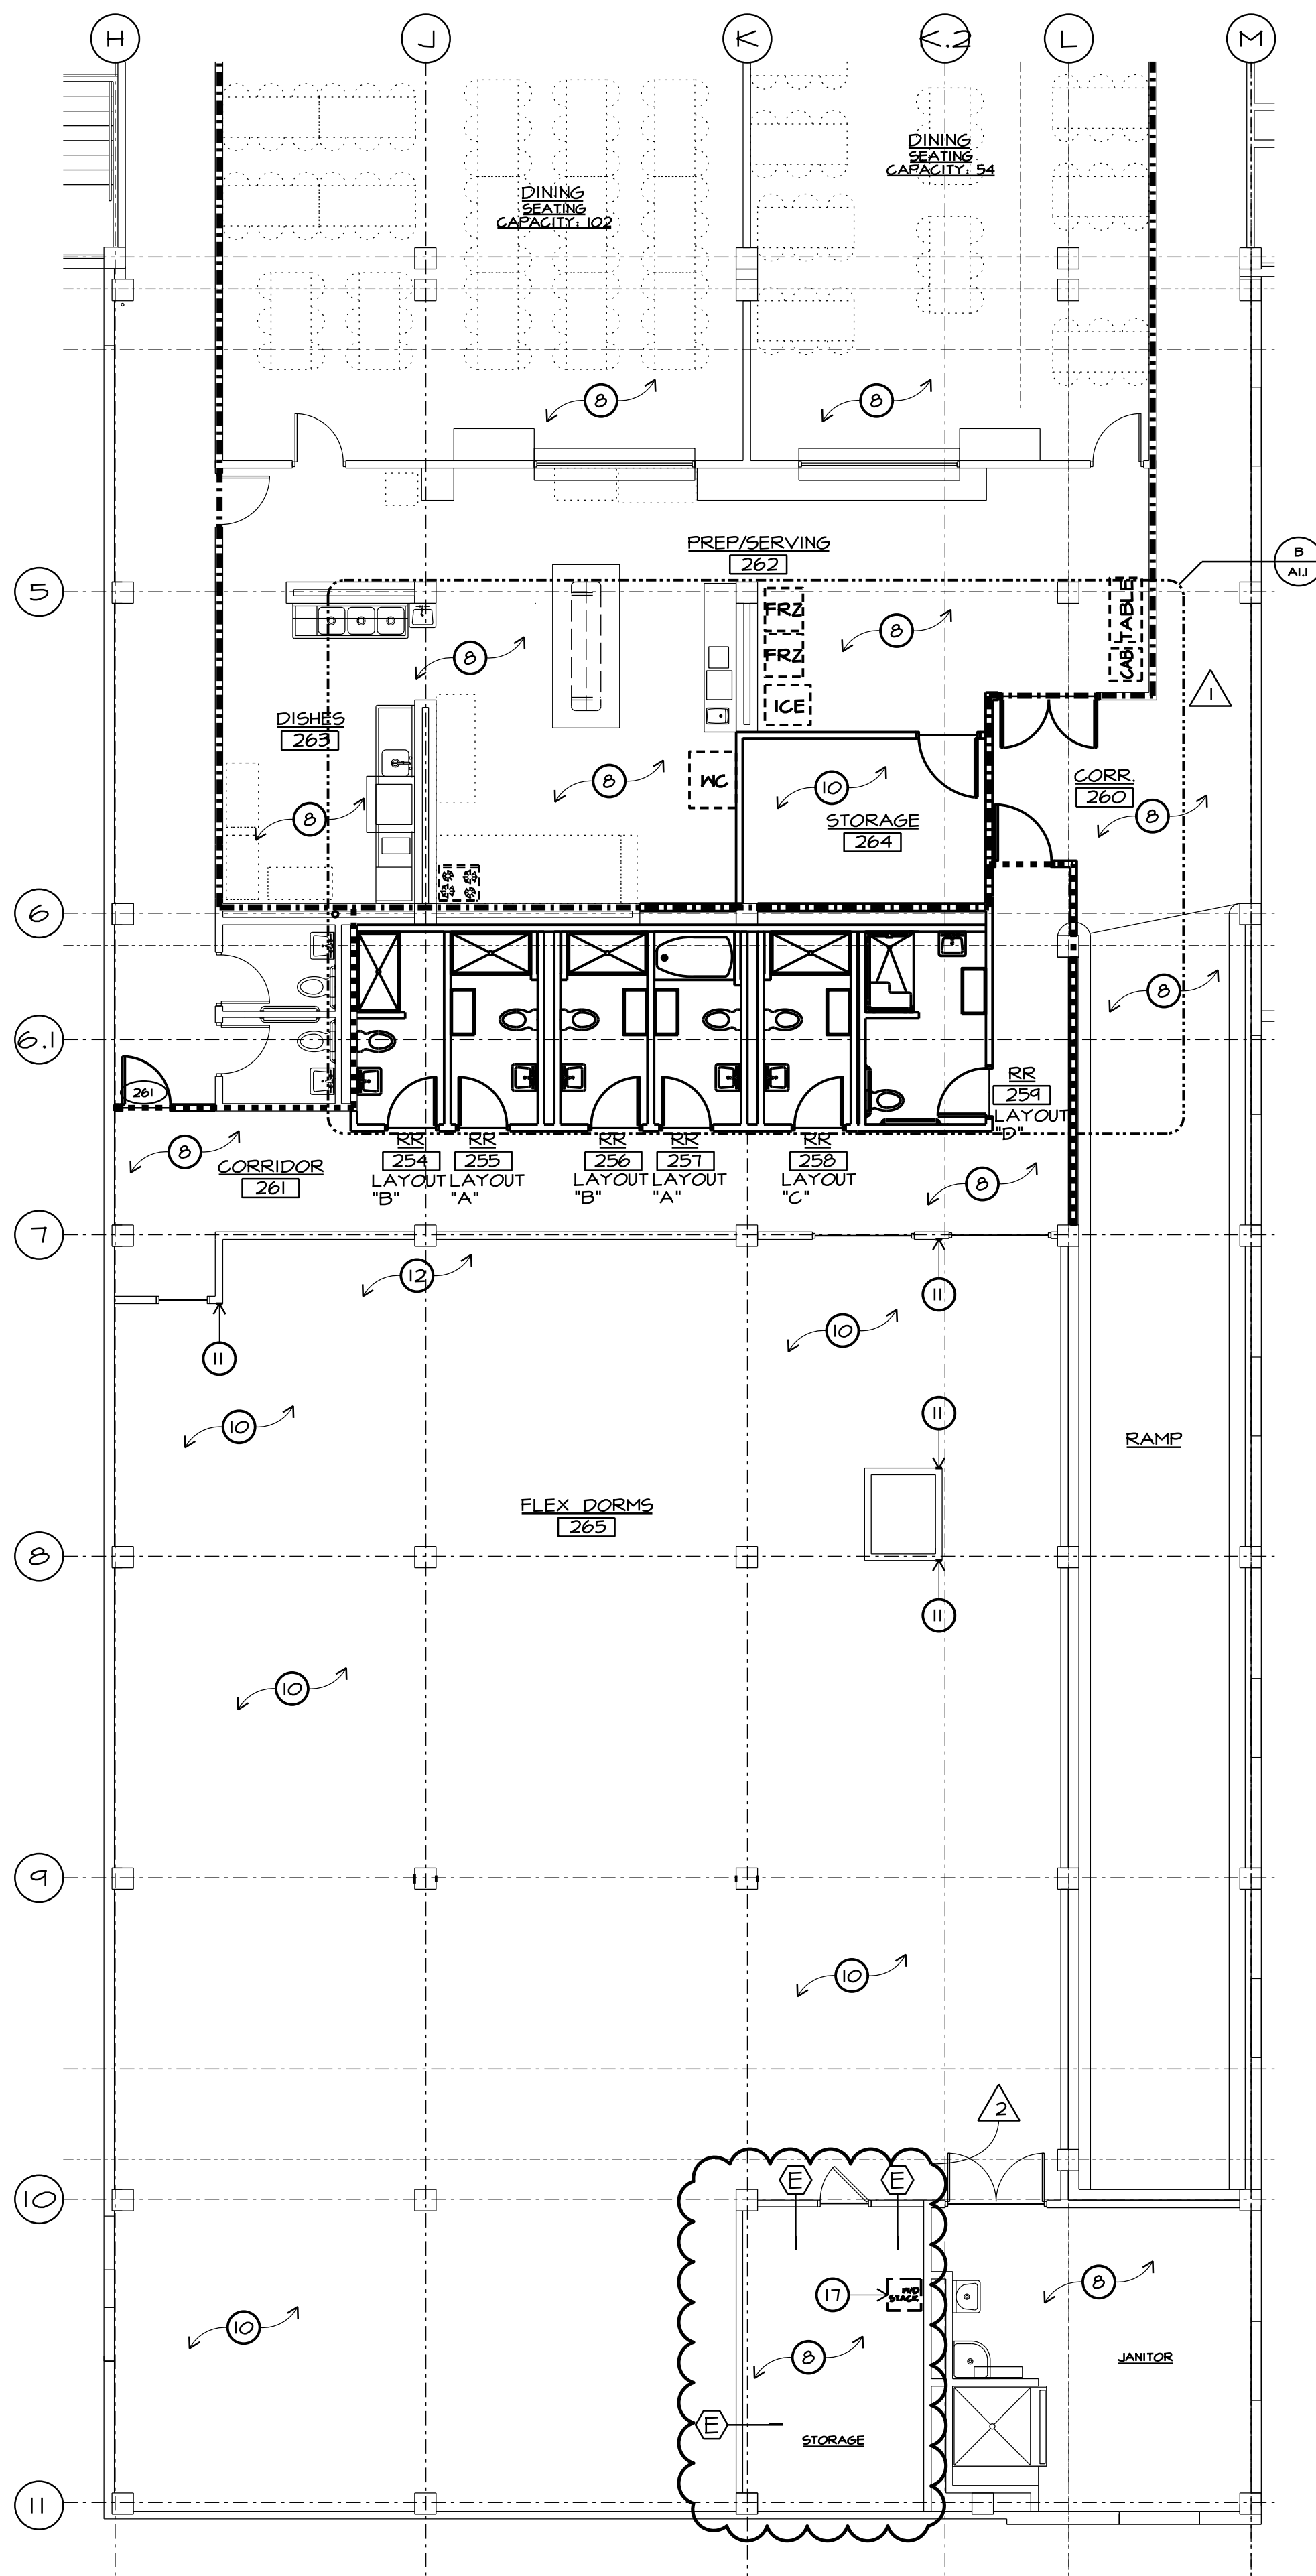 H
J
K
K.2
L
M
DINING
SEATING
CAPACITY: 54
DINING
SEATING
CAPACITY: 102
8
8
PREP/SERVING
262
B
A1.1
5
FRZ
FRZ
ICE
8
8
CAB.
TABLE
1
DISHES
263
8
8
WC
10
STORAGE
264
CORR.
260
8
6
8
6.1
261
RR
259
LAYOUT
"D"
8
CORRIDOR
261
RR
254
LAYOUT
"B"
RR
255
LAYOUT
"A"
RR
256
LAYOUT
"B"
RR
257
LAYOUT
"A"
RR
258
LAYOUT
"C"
8
7
12
11
10
11
10
11
RAMP
FLEX DORMS
265
8
11
10
9
10
2
10
E
E
17
W/D
STACK
8
10
8
JANITOR
E
STORAGE
11